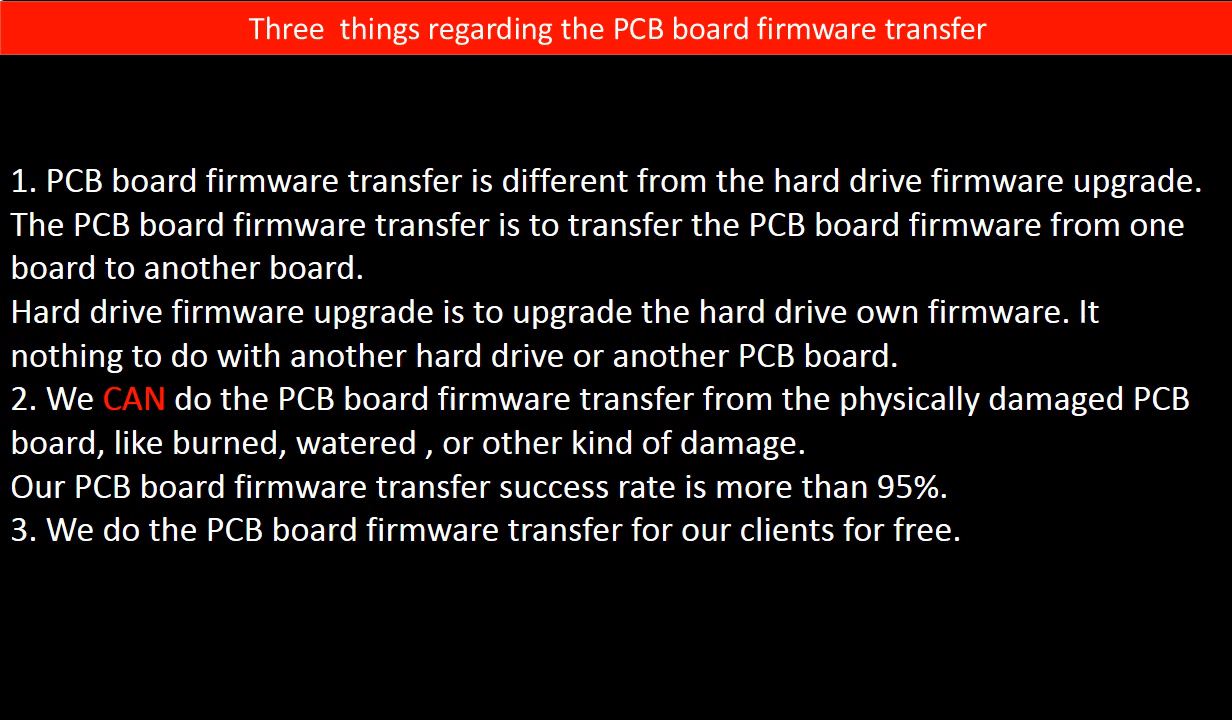 Three  things regarding the PCB board firmware transfer
1. PCB board firmware transfer is different from the hard drive firmware upgrade.
The PCB board firmware transfer is to transfer the PCB board firmware from one
board to another board.
Hard drive firmware upgrade is to upgrade the hard drive own firmware. It
nothing to do with another hard drive or another PCB board.
2. We CAN do the PCB board firmware transfer from the physically damaged PCB
board, like burned, watered , or other kind of damage.
Our PCB board firmware transfer success rate is more than 95%.
3. We do the PCB board firmware transfer for our clients for free.